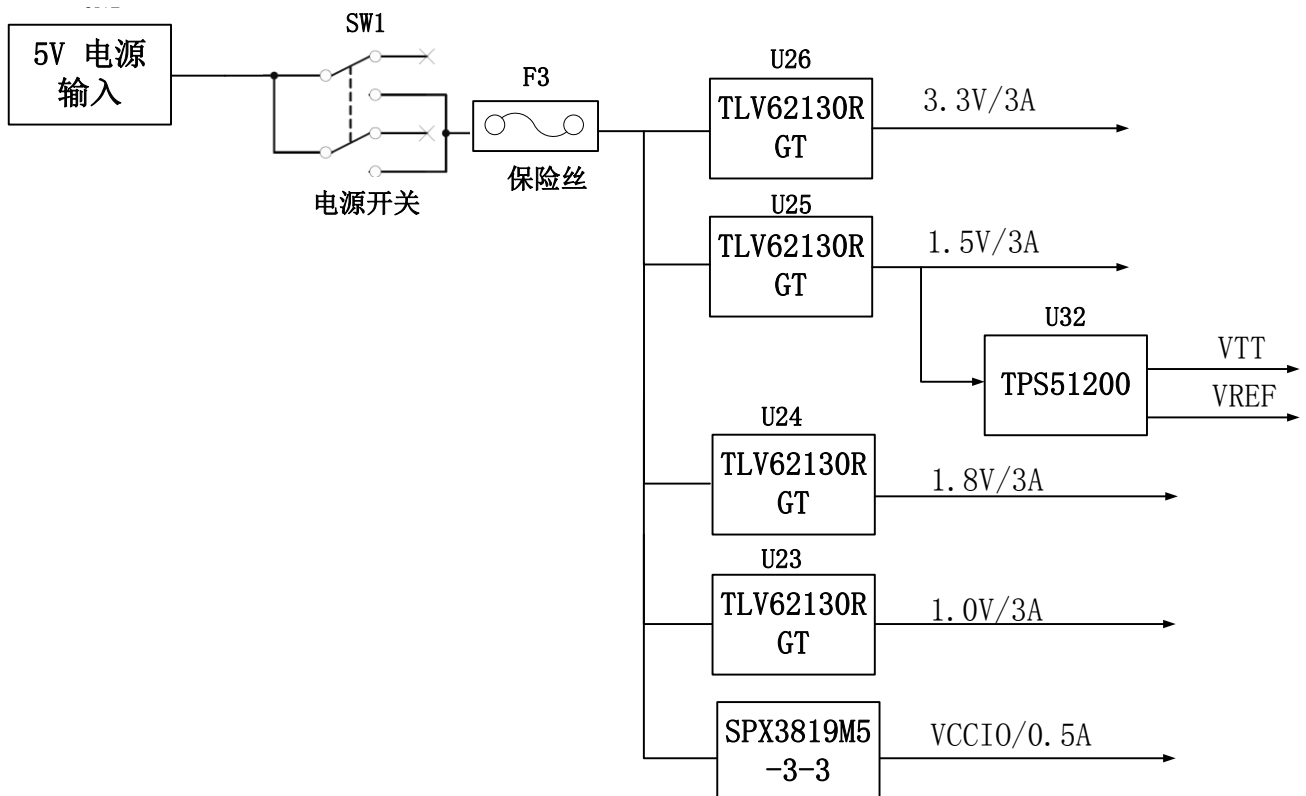 5V 电源
输入
SW1
电源开关
F3
保险丝
U26
TLV62130R
GT
3.3V/3A
U25
TLV62130R
GT
1.5V/3A
U32
TPS51200
VTT
VREF
U24
TLV62130R
GT
1.8V/3A
U23
TLV62130R
GT
1.0V/3A
SPX3819M5
-3-3
VCCIO/0.5A